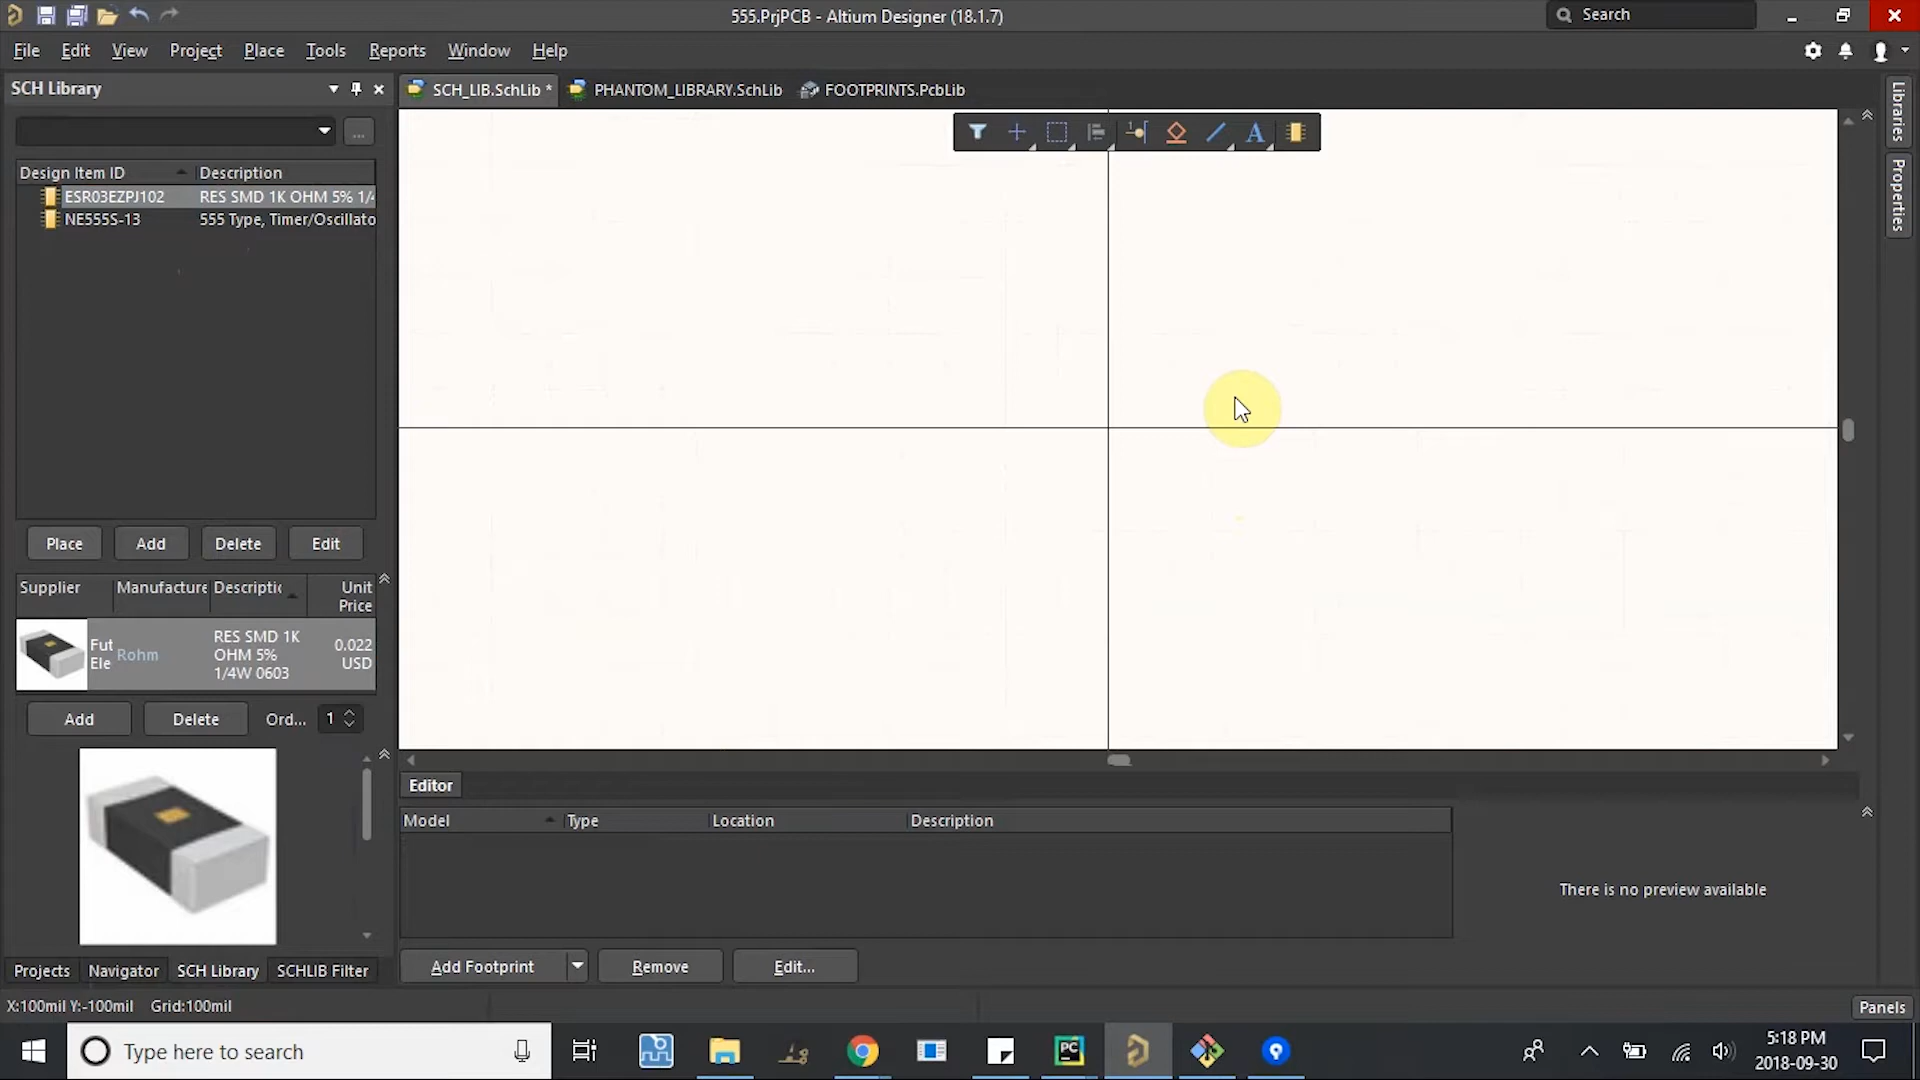 555.PrjPCB - Altium Designer (18.1.7)
Search
File Edit View Project Place Tools Reports Window Help
SCH Library
SCH_LIB.SchLib *
PHANTOM_LIBRARY.SchLib
FOOTPRINTS.PcbLib
Libraries
Properties
...
Design Item ID Description
ESR03EZPJ102 RES SMD 1K OHM 5% 1/4
NE555S-13 555 Type, Timer/Oscillato
Place Add Delete Edit
Supplier Manufacture Descriptic Unit Price
Fut Ele Rohm RES SMD 1K OHM 5% 1/4W 0603 0.022 USD
Add Delete Ord... 1
Editor
Model Type Location Description
There is no preview available
Add Footprint Remove Edit...
Projects Navigator SCH Library SCHLIB Filter
X:100mil Y:-100mil Grid:100mil
Panels
Type here to search
PC
5:18 PM
2018-09-30